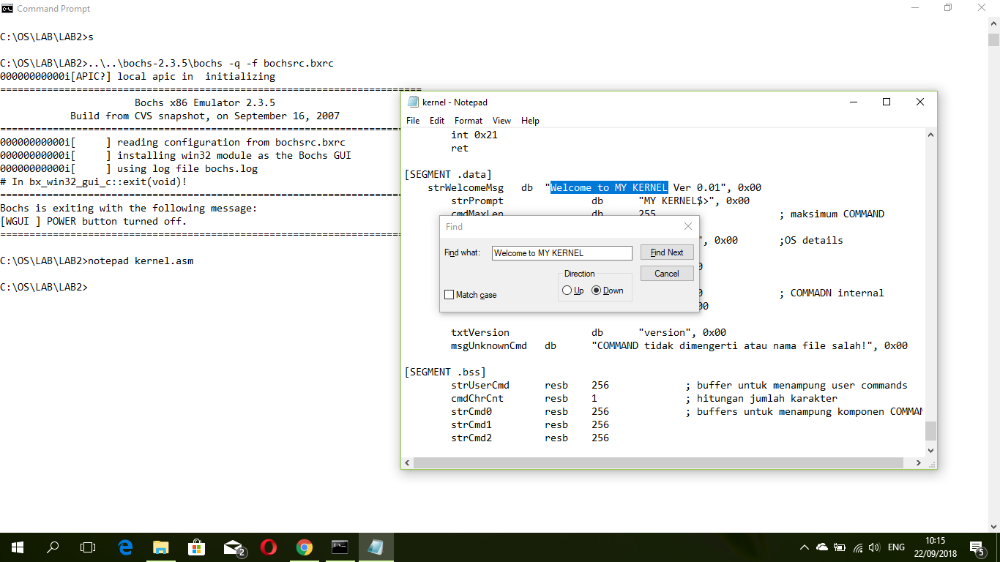 Command Prompt
C:\OS\LAB\LAB2>s
C:\OS\LAB\LAB2>..\..\bochs-2.3.5\bochs -q -f bochsrc.bxrc
00000000000i[APIC?] local apic in  initializing
========================================================================
Bochs x86 Emulator 2.3.5
Build from CVS snapshot, on September 16, 2007
========================================================================
00000000000i[     ] reading configuration from bochsrc.bxrc
00000000000i[     ] installing win32 module as the Bochs GUI
00000000000i[     ] using log file bochs.log
# In bx_win32_gui_c::exit(void)!
========================================================================
Bochs is exiting with the following message:
[WGUI ] POWER button turned off.
========================================================================
C:\OS\LAB\LAB2>notepad kernel.asm
C:\OS\LAB\LAB2>
kernel - Notepad
File Edit Format View Help
int 0x21
ret
[SEGMENT .data]
strWelcomeMsg db "Welcome to MY KERNEL Ver 0.01", 0x00
strPrompt db "MY KERNEL$>", 0x00
cmdMaxLen db 255 ; maksimum COMMAND
", 0x00 ;OS details
0
0 ; COMMADN internal
00
txtVersion db "version", 0x00
msgUnknownCmd db "COMMAND tidak dimengerti atau nama file salah!", 0x00
[SEGMENT .bss]
strUserCmd resb 256 ; buffer untuk menampung user commands
cmdChrCnt resb 1 ; hitungan jumlah karakter
strCmd0 resb 256 ; buffers untuk menampung komponen COMMAN
strCmd1 resb 256
strCmd2 resb 256
Find
Find what: Welcome to MY KERNEL Find Next
Direction Cancel
Up Down
Match case
2
ENG
10:15
22/09/2018
5